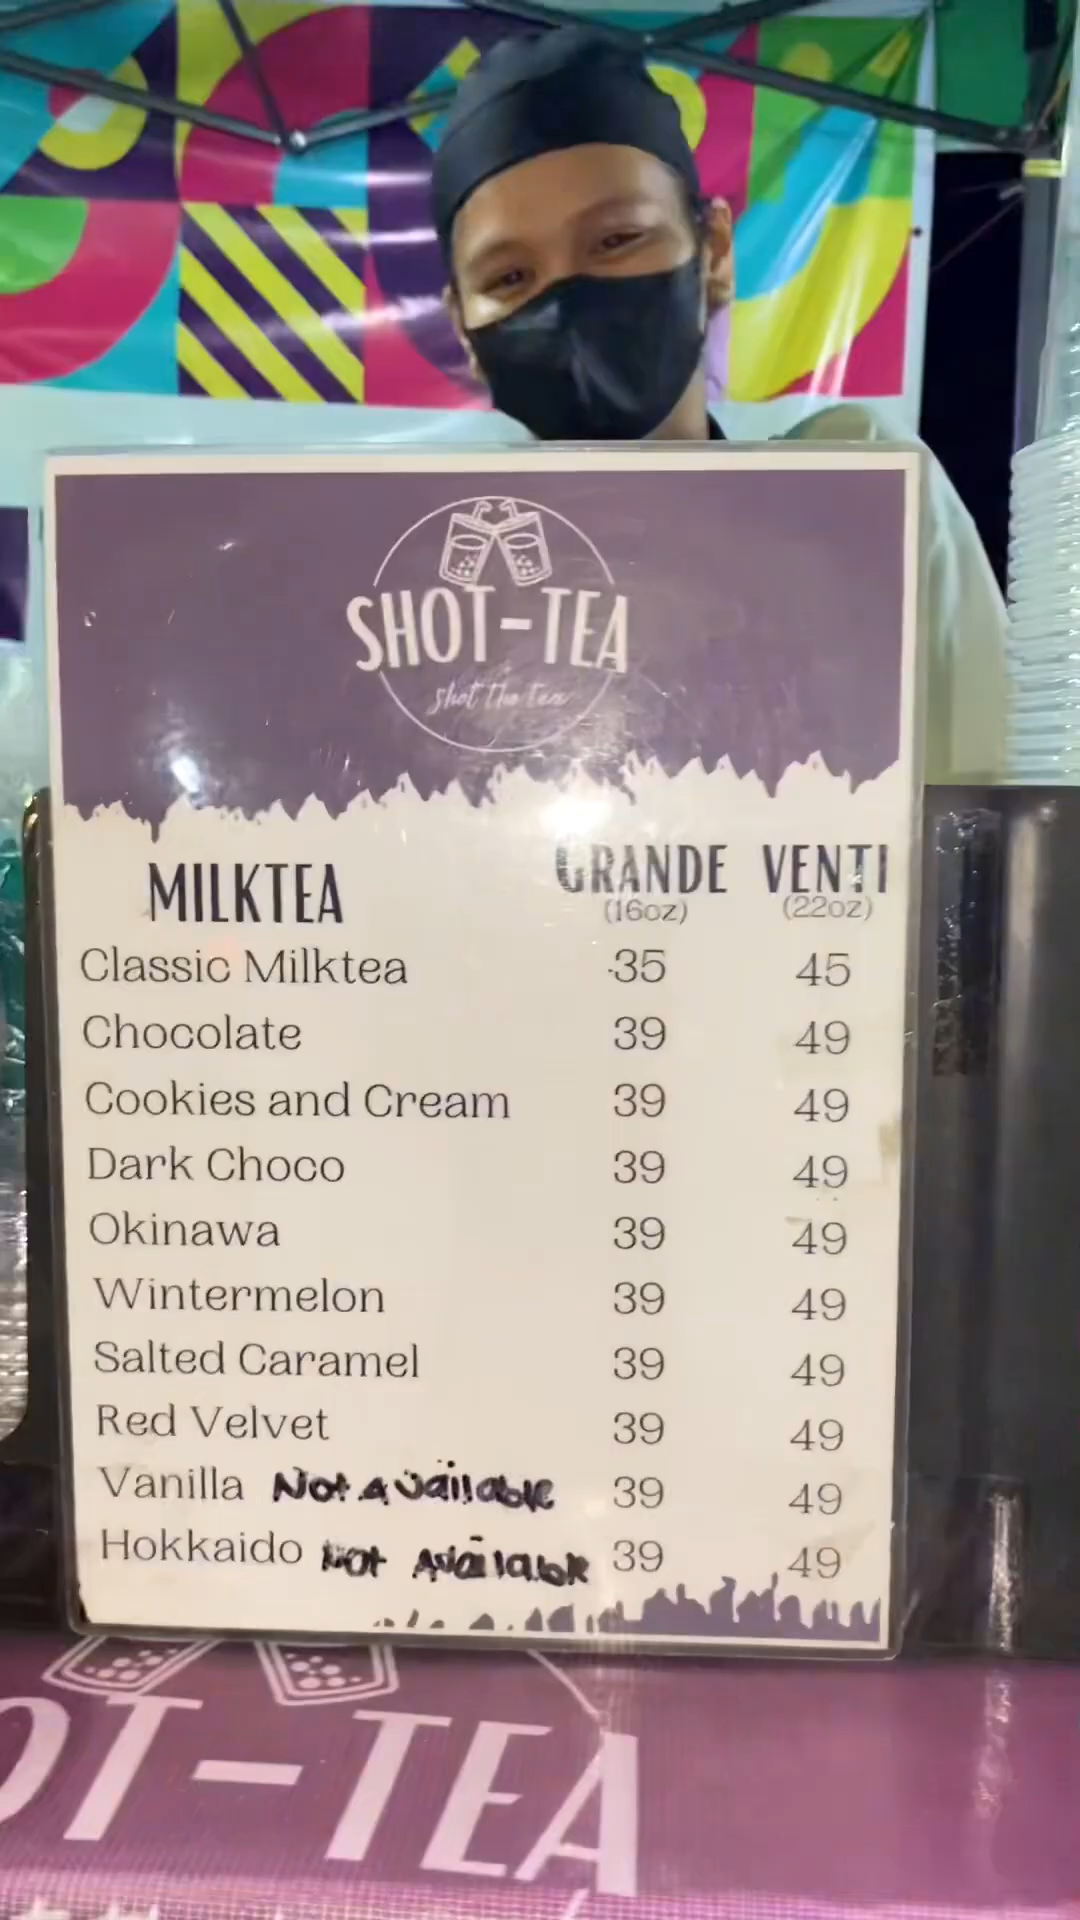 SHOT-TEA
shot the tea
MILKTEA GRANDE VENTI
(16oz) (22oz)
Classic Milktea 35 45
Chocolate 39 49
Cookies and Cream 39 49
Dark Choco 39 49
Okinawa 39 49
Wintermelon 39 49
Salted Caramel 39 49
Red Velvet 39 49
Vanilla Not Available 39 49
Hokkaido Not Available 39 49
OT-TEA